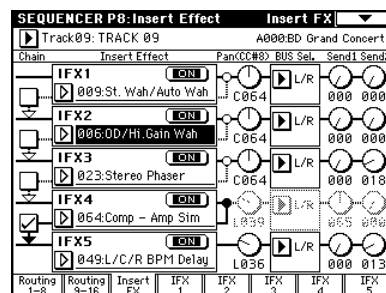 SEQUENCER P8:Insert Effect Insert FX
Track09: TRACK 09 A000:BD Grand Concert
Chain Insert Effect Pan(CC#8) BUS Sel. Send1 Send2
IFX1 ON
009:St. Wah/Auto Wah C064 L/R 000 000
IFX2 ON
006:OD/Hi.Gain Wah C064 L/R 000 000
IFX3 ON
023:Stereo Phaser C064 L/R 000 018
IFX4 ON
064:Comp - Amp Sim L039 L/R 065 000
IFX5 ON
049:L/C/R BPM Delay L036 L/R 000 013
Routing 1-8 Routing 9-16 Insert FX IFX 1 IFX 2 IFX 3 IFX 4 IFX 5